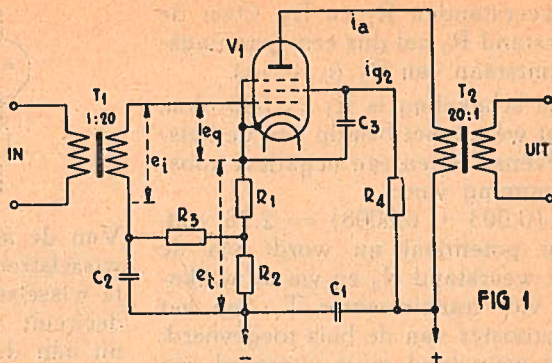 ia
V1
ig2
T1
1:20
T2
20:1
IN
ei
eg
C3
UIT
R1
R4
R3
ei
C2
R2
C1
FIG 1
-
+